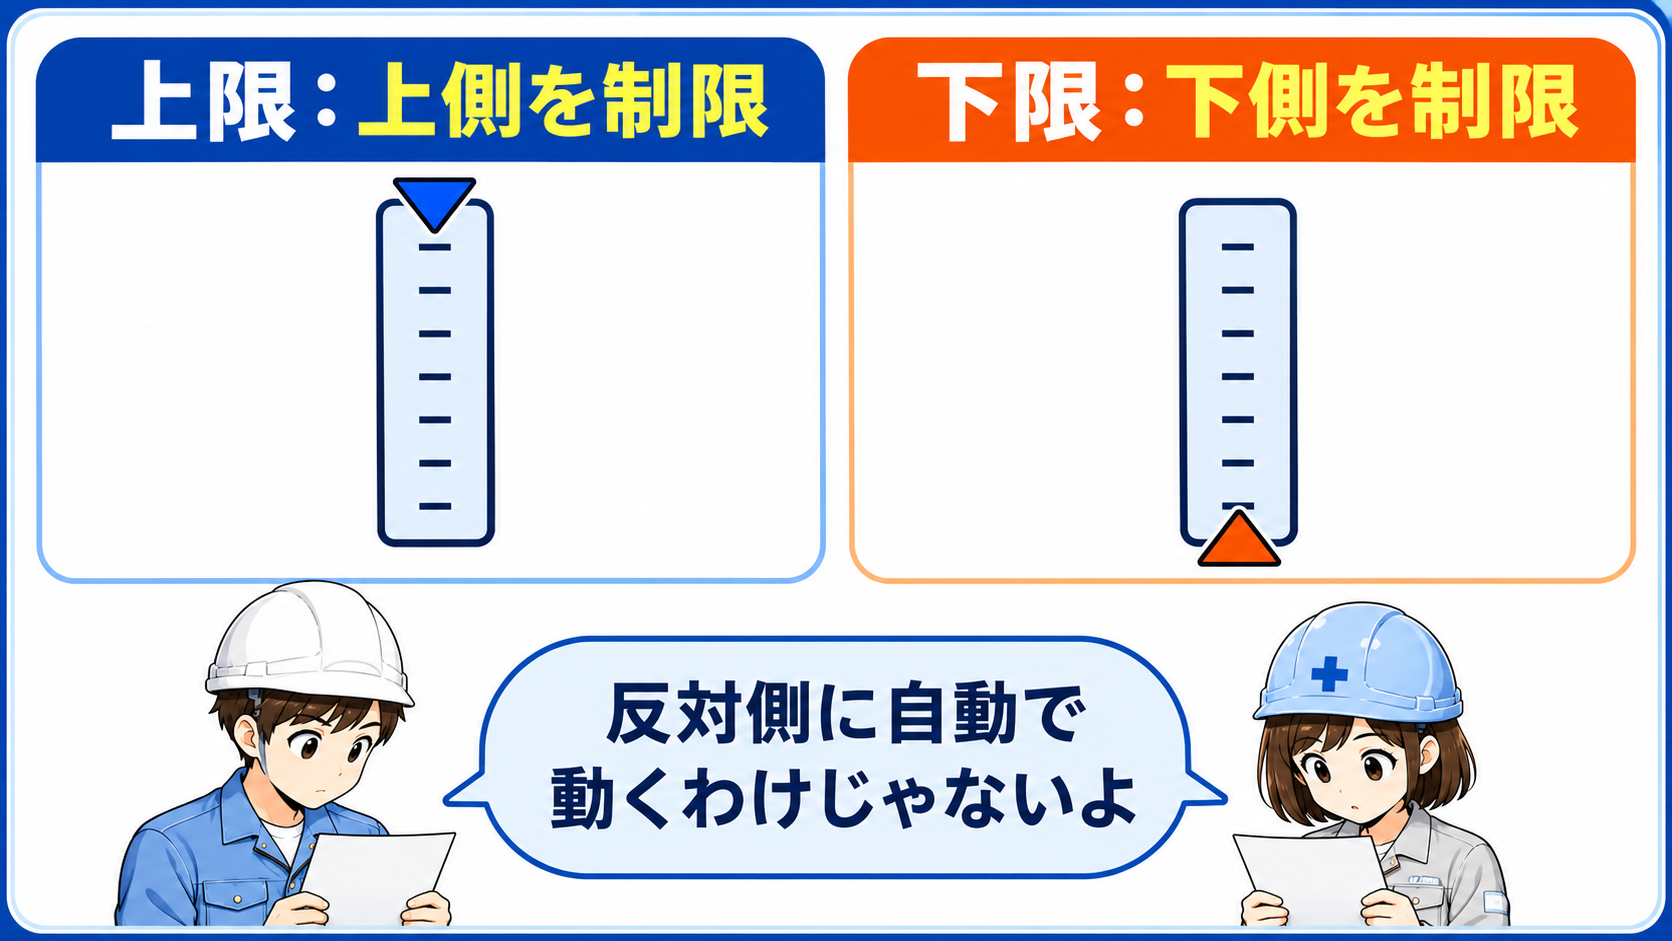 上限：上側を制限
下限：下側を制限
反対側に自動で
動くわけじゃないよ